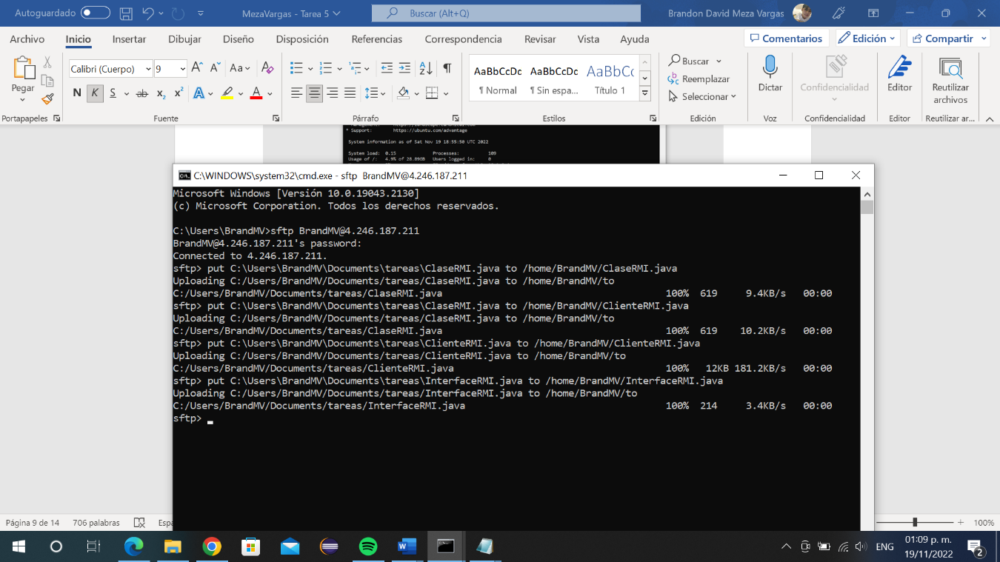 Autoguardado
MezaVargas - Tarea 5
Buscar (Alt+Q)
Brandon David Meza Vargas
Archivo Inicio Insertar Dibujar Diseño Disposición Referencias Correspondencia Revisar Vista Ayuda
Comentarios Edición Compartir
Pegar
Calibri (Cuerpo) 9
Aa
N K S ab x₂ x² A A
AaBbCcDc AaBbCcDc AaBbCc
¶ Normal ¶ Sin espa... Título 1
Buscar
Reemplazar
Seleccionar
Dictar
Confidencialidad
Editor
Reutilizar
archivos
Portapapeles Fuente Párrafo Estilos Edición Voz Confidencialidad Editor Reutilizar ar...
* Support: https://ubuntu.com/advantage
System information as of Sat Nov 19 18:55:50 UTC 2022
System load: 0.15 Processes: 109
Usage of /: 4.9% of 28.89GB Users logged in: 0
C:\WINDOWS\system32\cmd.exe - sftp BrandMV@4.246.187.211
Microsoft Windows [Versión 10.0.19043.2130]
(c) Microsoft Corporation. Todos los derechos reservados.
C:\Users\BrandMV>sftp BrandMV@4.246.187.211
BrandMV@4.246.187.211's password:
Connected to 4.246.187.211.
sftp> put C:\Users\BrandMV\Documents\tareas\ClaseRMI.java to /home/BrandMV/ClaseRMI.java
Uploading C:/Users/BrandMV/Documents/tareas/ClaseRMI.java to /home/BrandMV/to
C:/Users/BrandMV/Documents/tareas/ClaseRMI.java 100% 619 9.4KB/s 00:00
sftp> put C:\Users\BrandMV\Documents\tareas\ClaseRMI.java to /home/BrandMV/ClienteRMI.java
Uploading C:/Users/BrandMV/Documents/tareas/ClaseRMI.java to /home/BrandMV/to
C:/Users/BrandMV/Documents/tareas/ClaseRMI.java 100% 619 10.2KB/s 00:00
sftp> put C:\Users\BrandMV\Documents\tareas\ClienteRMI.java to /home/BrandMV/ClienteRMI.java
Uploading C:/Users/BrandMV/Documents/tareas/ClienteRMI.java to /home/BrandMV/to
C:/Users/BrandMV/Documents/tareas/ClienteRMI.java 100% 12KB 181.2KB/s 00:00
sftp> put C:\Users\BrandMV\Documents\tareas\InterfaceRMI.java to /home/BrandMV/InterfaceRMI.java
Uploading C:/Users/BrandMV/Documents/tareas/InterfaceRMI.java to /home/BrandMV/to
C:/Users/BrandMV/Documents/tareas/InterfaceRMI.java 100% 214 3.4KB/s 00:00
sftp>
Página 9 de 14 706 palabras Espa
100%
ENG
01:09 p. m.
19/11/2022
2